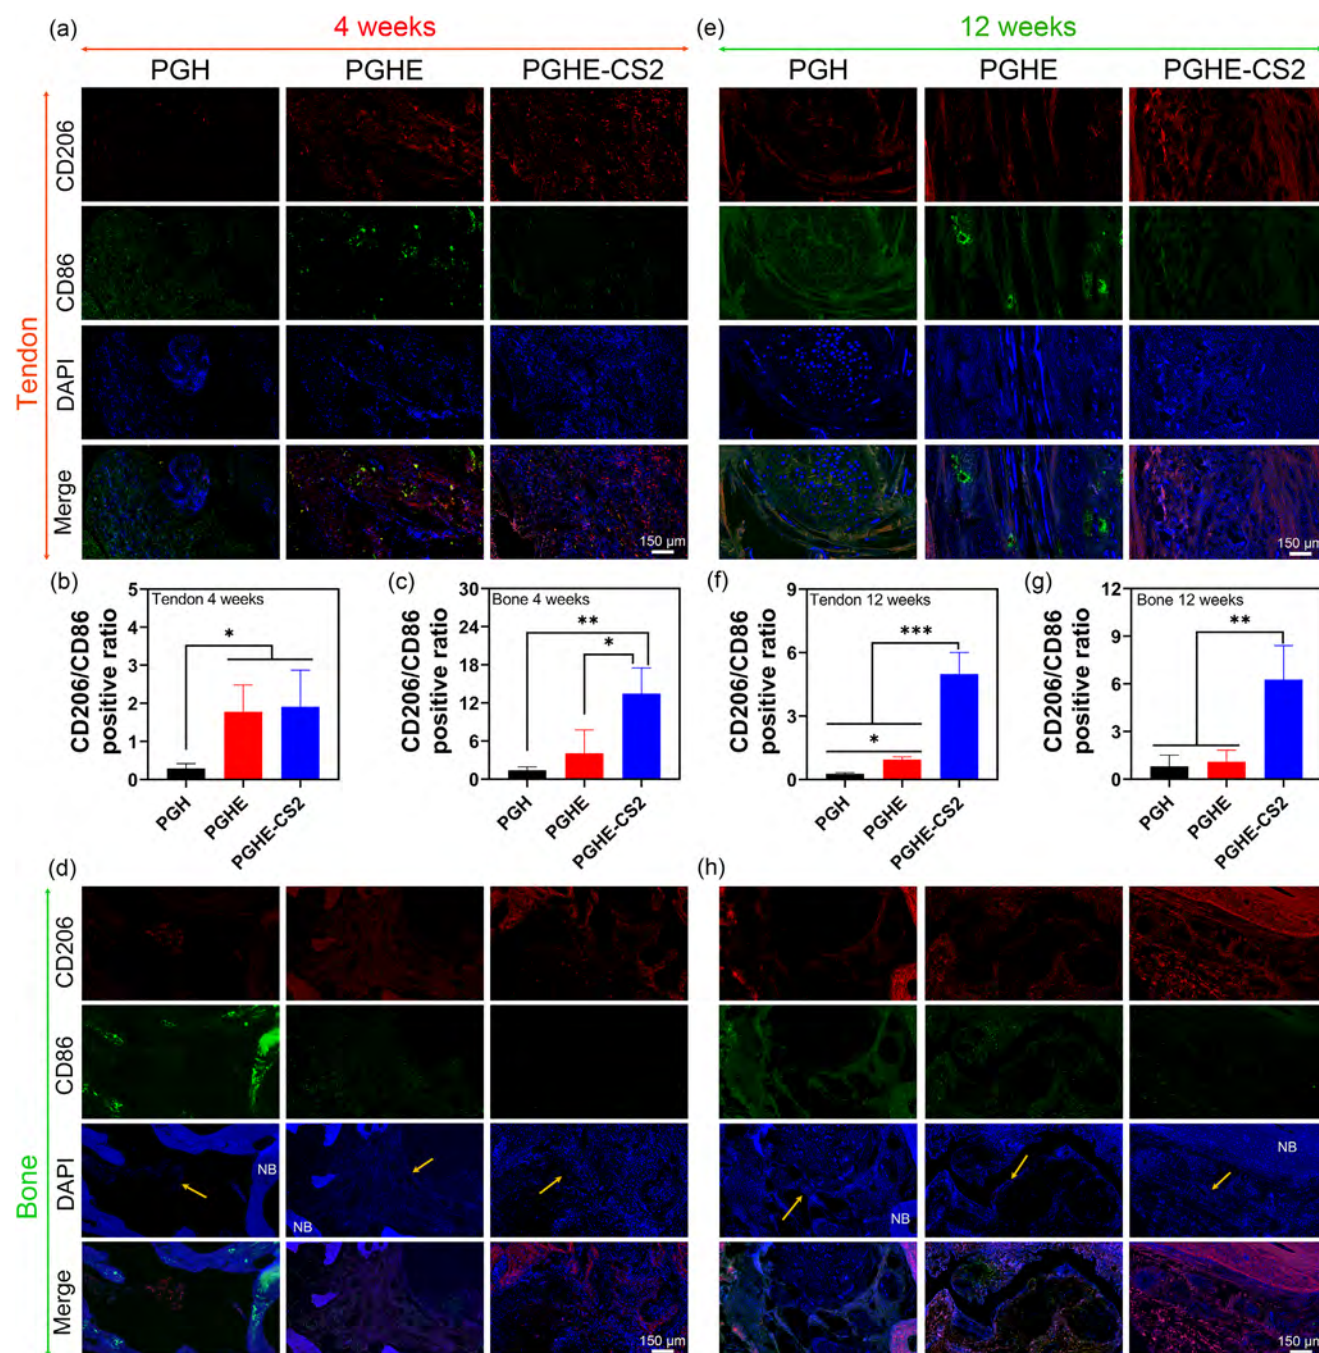 (a)
4 weeks
(e)
12 weeks
PGH
PGHE
PGHE-CS2
PGH
PGHE
PGHE-CS2
Tendon
CD206
CD86
DAPI
Merge
150 µm
150 µm
(b)
CD206/CD86
positive ratio
Tendon 4 weeks
5
4
3
2
1
0
*
PGH
PGHE
PGHE-CS2
(c)
CD206/CD86
positive ratio
Bone 4 weeks
30
24
18
12
6
0
**
*
PGH
PGHE
PGHE-CS2
(f)
CD206/CD86
positive ratio
Tendon 12 weeks
9
6
3
0
***
*
PGH
PGHE
PGHE-CS2
(g)
CD206/CD86
positive ratio
Bone 12 weeks
12
9
6
3
0
**
PGH
PGHE
PGHE-CS2
(d)
(h)
Bone
CD206
CD86
DAPI
NB
NB
NB
NB
Merge
150 µm
150 µm